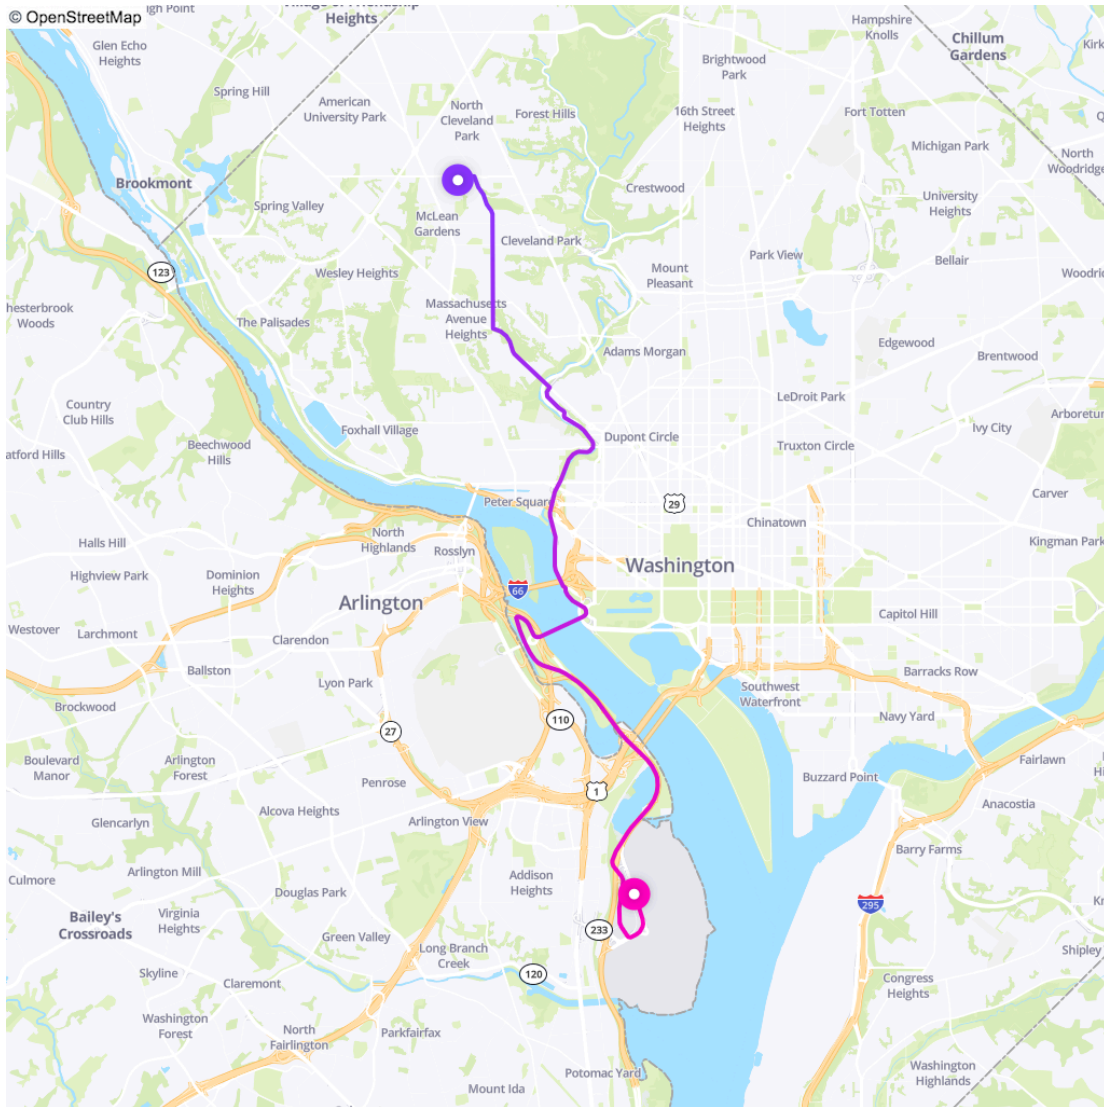 © OpenStreetMap
Heights
Glen Echo
Heights
Hampshire
Knolls
Chillum
Gardens
Brightwood
Park
Spring Hill
American
University Park
North
Cleveland
Park
Forest Hills
16th Street
Heights
Fort Totten
Michigan Park
North
Woodridge
Brookmont
Spring Valley
McLean
Gardens
Crestwood
University
Heights
Cleveland Park
Park View
Bellair
123
Wesley Heights
Mount
Pleasant
Woodrid
hesterbrook
Woods
The Palisades
Massachusetts
Avenue
Heights
Adams Morgan
Edgewood
Brentwood
Country
Club Hills
LeDroit Park
Arboretum
Foxhall Village
Beechwood
Hills
Dupont Circle
Truxton Circle
Ivy City
atford Hills
Peter Square
29
Carver
Chinatown
Halls Hill
North
Highlands
Rosslyn
Kingman Park
Highview Park
Dominion
Heights
66
Washington
Arlington
Westover
Larchmont
Clarendon
Capitol Hill
Ballston
Lyon Park
Barracks Row
Brockwood
Southwest
Waterfront
110
27
Navy Yard
Boulevard
Manor
Arlington
Forest
Penrose
1
Buzzard Point
Fairlawn
Alcova Heights
Arlington View
Anacostia
Glencarlyn
Barry Farms
Culmore
Arlington Mill
Addison
Heights
Douglas Park
295
Bailey's
Crossroads
Virginia
Heights
Green Valley
233
Long Branch
Creek
Shipley
Skyline
Claremont
120
Congress
Heights
Washington
Forest
North
Fairlington
Parkfairfax
Potomac Yard
Washington
Highlands
Mount Ida